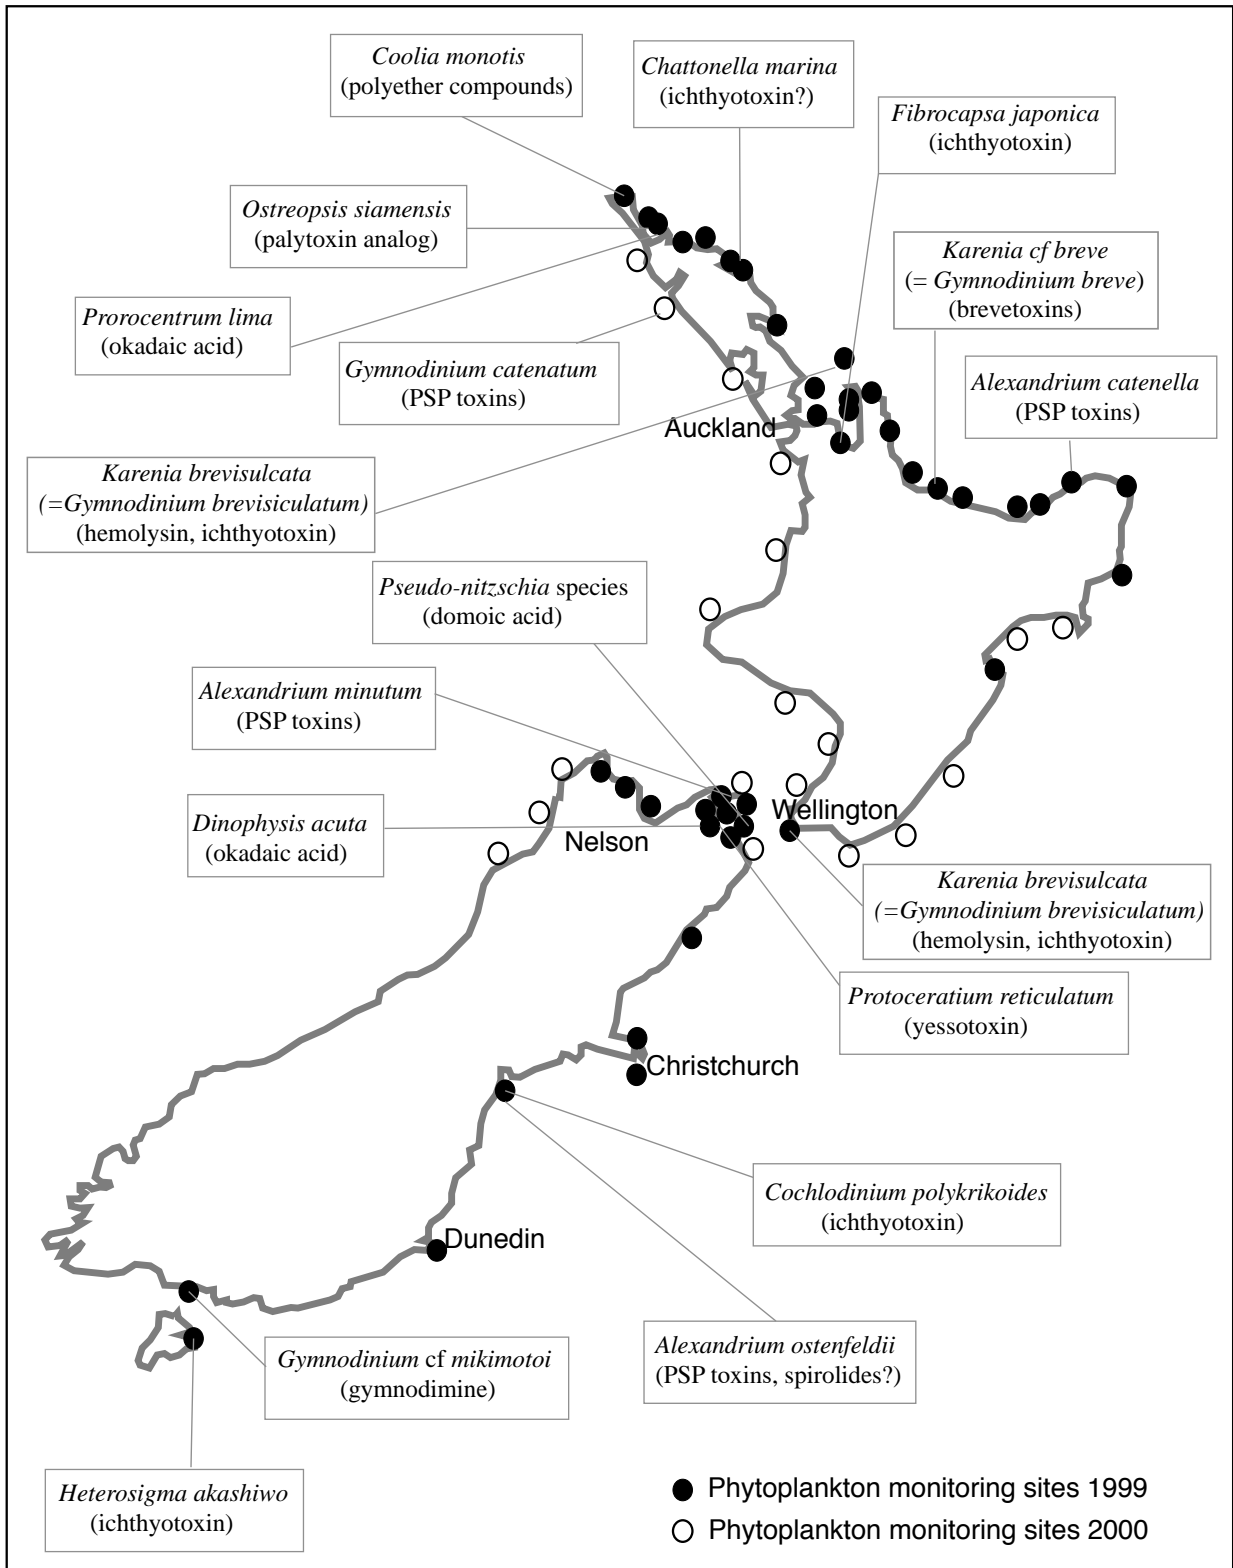 Coolia monotis
(polyether compounds)
Chattonella marina
(ichthyotoxin?)
Fibrocapsa japonica
(ichthyotoxin)
Ostreopsis siamensis
(palytoxin analog)
Karenia cf breve
(= Gymnodinium breve)
(brevetoxins)
Prorocentrum lima
(okadaic acid)
Gymnodinium catenatum
(PSP toxins)
Alexandrium catenella
(PSP toxins)
Auckland
Karenia brevisulcata
(=Gymnodinium brevisiculatum)
(hemolysin, ichthyotoxin)
Pseudo-nitzschia species
(domoic acid)
Alexandrium minutum
(PSP toxins)
Dinophysis acuta
(okadaic acid)
Nelson
Wellington
Karenia brevisulcata
(=Gymnodinium brevisiculatum)
(hemolysin, ichthyotoxin)
Protoceratium reticulatum
(yessotoxin)
Christchurch
Cochlodinium polykrikoides
(ichthyotoxin)
Dunedin
Alexandrium ostenfeldii
(PSP toxins, spirolides?)
Gymnodinium cf mikimotoi
(gymnodimine)
Heterosigma akashiwo
(ichthyotoxin)
Phytoplankton monitoring sites 1999
Phytoplankton monitoring sites 2000